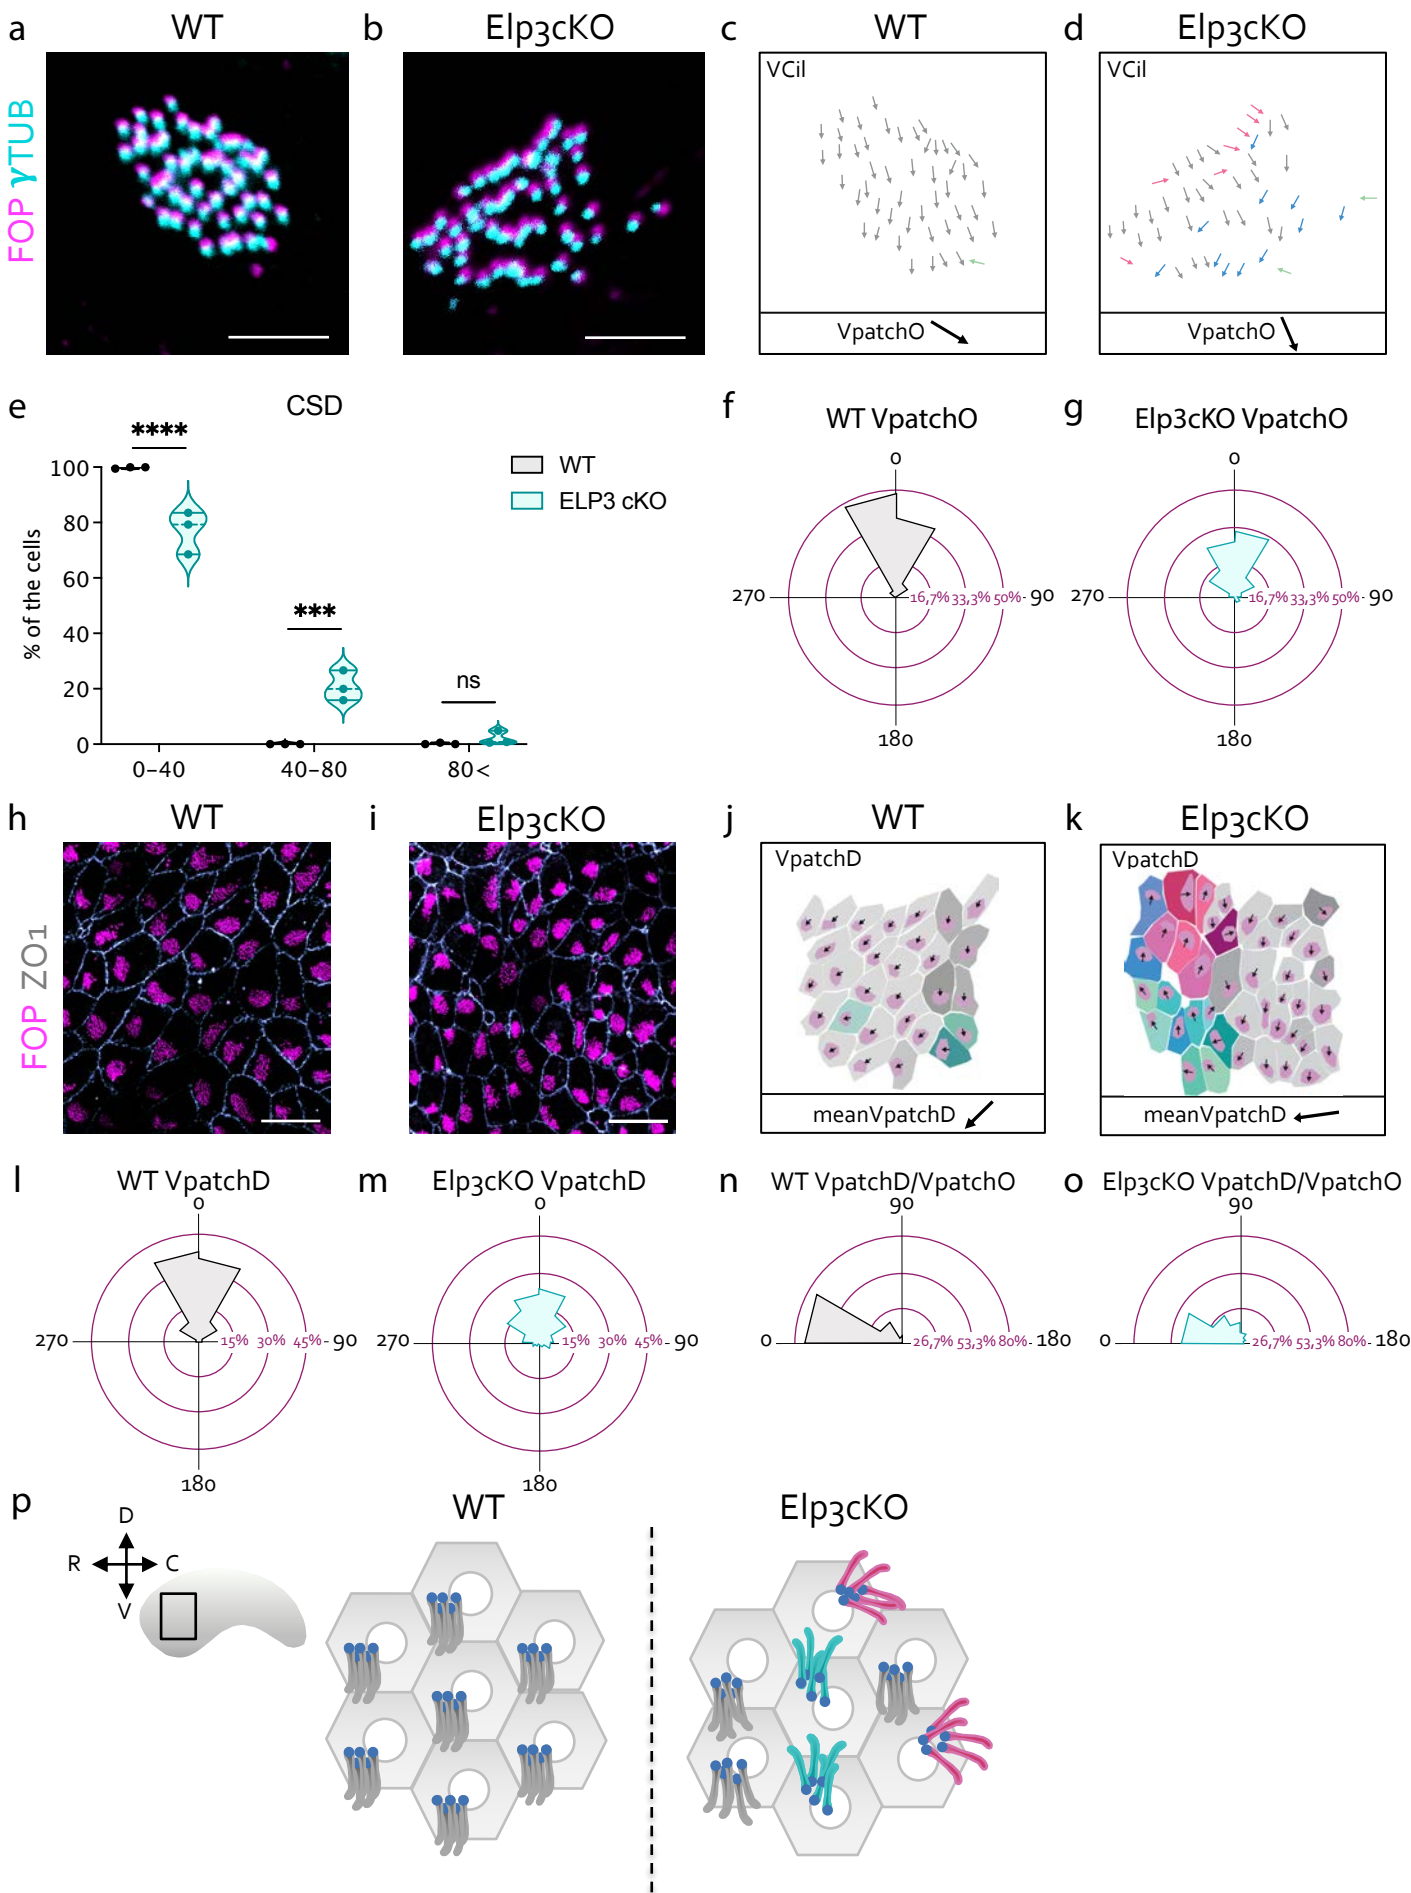 a WT b Elp3cKO c WT d Elp3cKO
FOP γTUB
VCil VCil
VpatchO VpatchO
e CSD
****
***
ns
WT
ELP3 cKO
% of the cells
100
80
60
40
20
0
0-40 40-80 80<
f WT VpatchO
0
270 16,7% 33,3% 50% 90
180
g Elp3cKO VpatchO
0
270 16,7% 33,3% 50% 90
180
h WT i Elp3cKO j WT k Elp3cKO
FOP ZO1
VpatchD VpatchD
meanVpatchD meanVpatchD
l WT VpatchD
0
270 15% 30% 45% 90
180
m Elp3cKO VpatchD
0
270 15% 30% 45% 90
180
n WT VpatchD/VpatchO
90
0 26,7% 53,3% 80% 180
o Elp3cKO VpatchD/VpatchO
90
0 26,7% 53,3% 80% 180
p WT Elp3cKO
D
R C
V